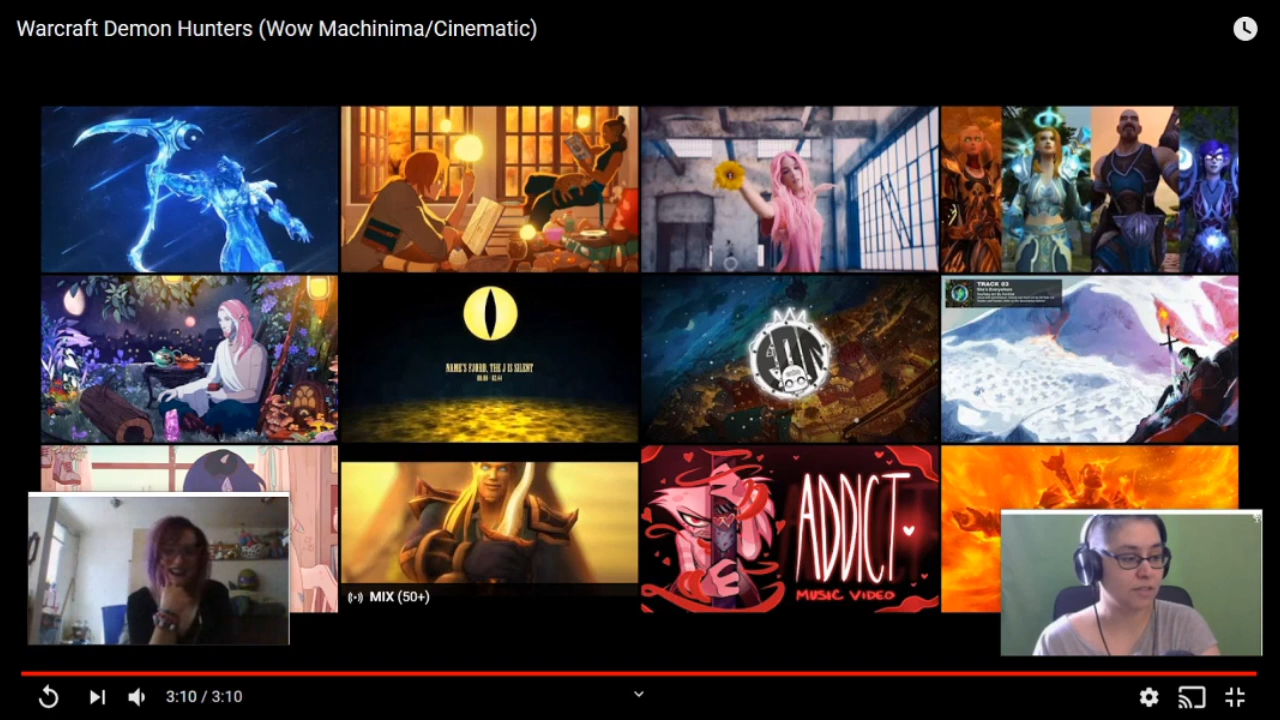 Warcraft Demon Hunters (Wow Machinima/Cinematic)
TRACK 03
NAME'S FJORD, THE J IS SILENT
ADDICT
MUSIC VIDEO
MIX (50+)
3:10 / 3:10